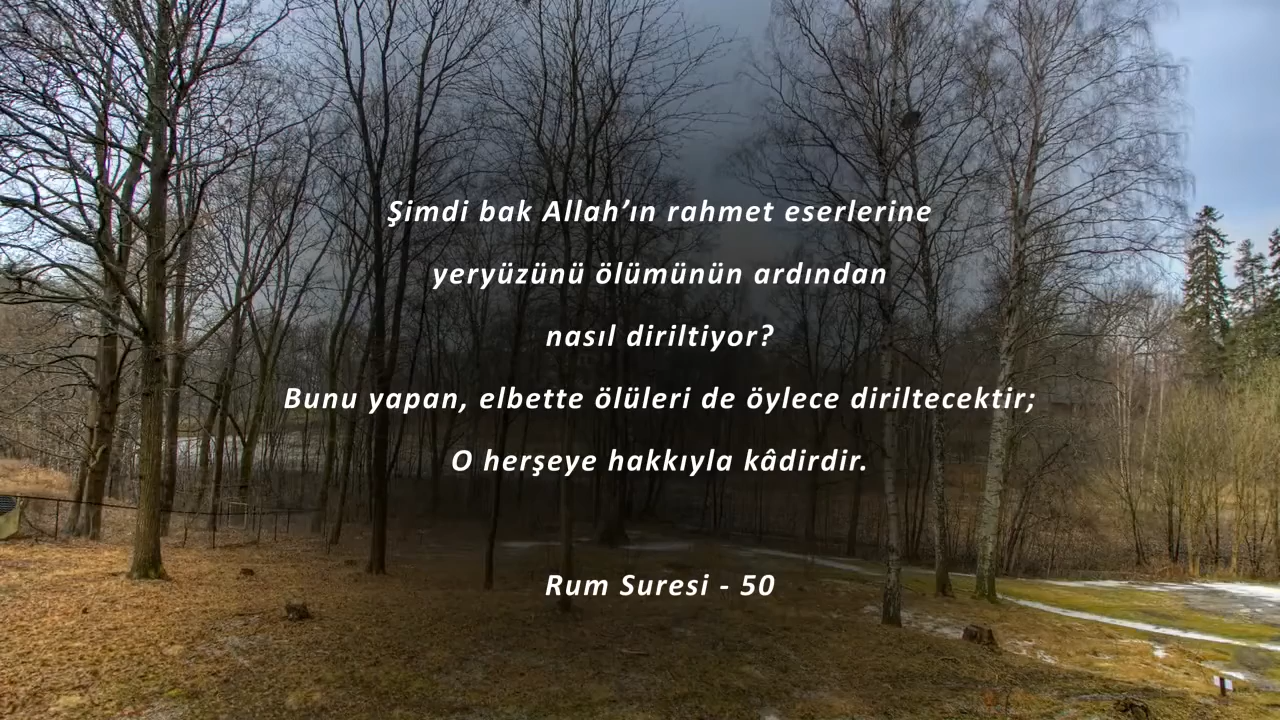 Şimdi bak Allah’ın rahmet eserlerine
yeryüzünü ölümünün ardından
nasıl diriltiyor?
Bunu yapan, elbette ölüleri de öylece diriltecektir;
O herşeye hakkıyla kâdirdir.
Rum Suresi - 50